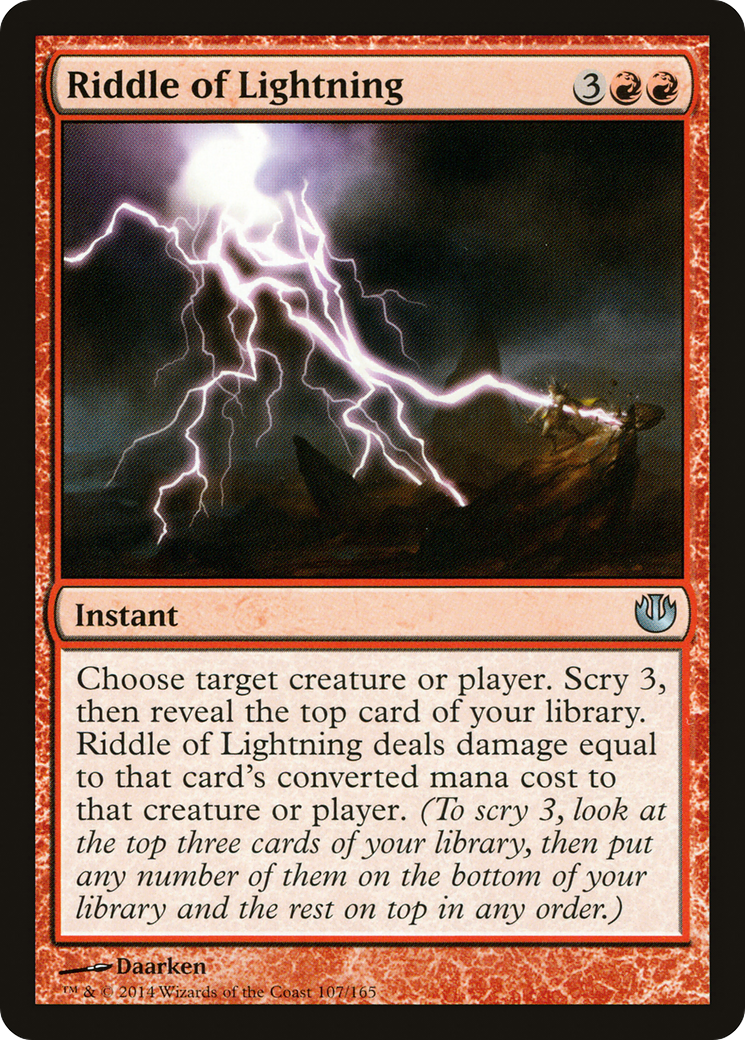 Riddle of Lightning 3
Instant
Choose target creature or player. Scry 3,
then reveal the top card of your library.
Riddle of Lightning deals damage equal
to that card's converted mana cost to
that creature or player. (To scry 3, look at
the top three cards of your library, then put
any number of them on the bottom of your
library and the rest on top in any order.)
Daarken
™ & © 2014 Wizards of the Coast 107/165